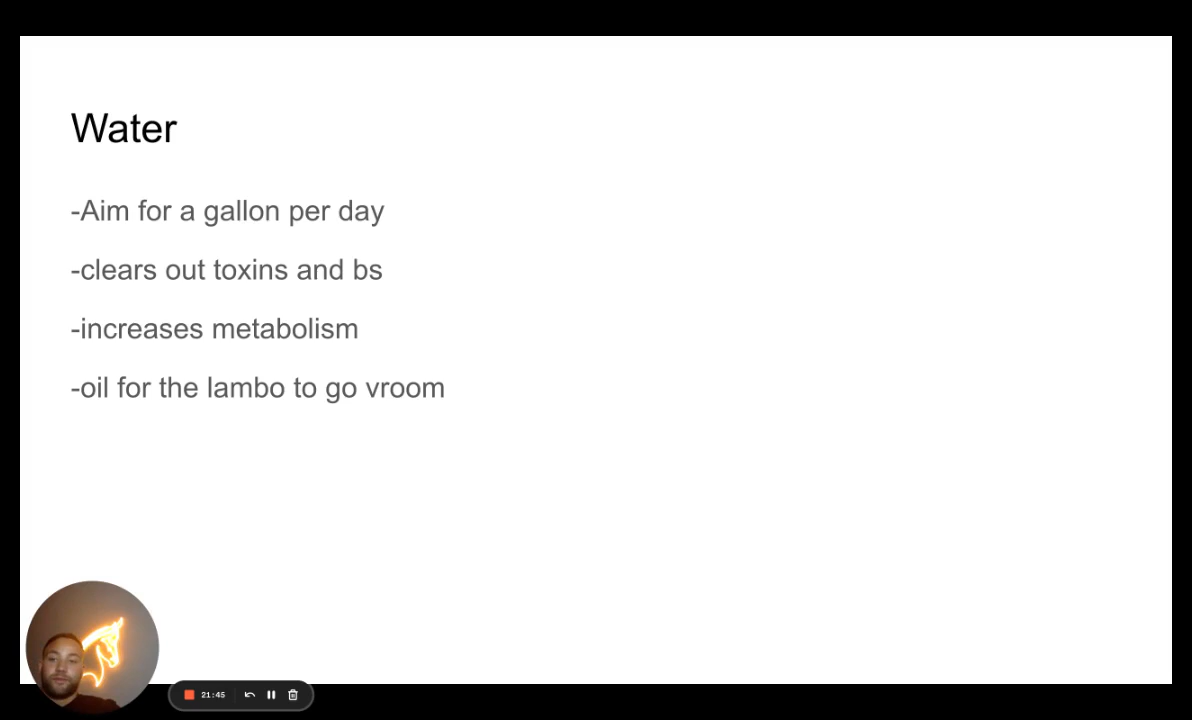 Water
-Aim for a gallon per day
-clears out toxins and bs
-increases metabolism
-oil for the lambo to go vroom
21:45